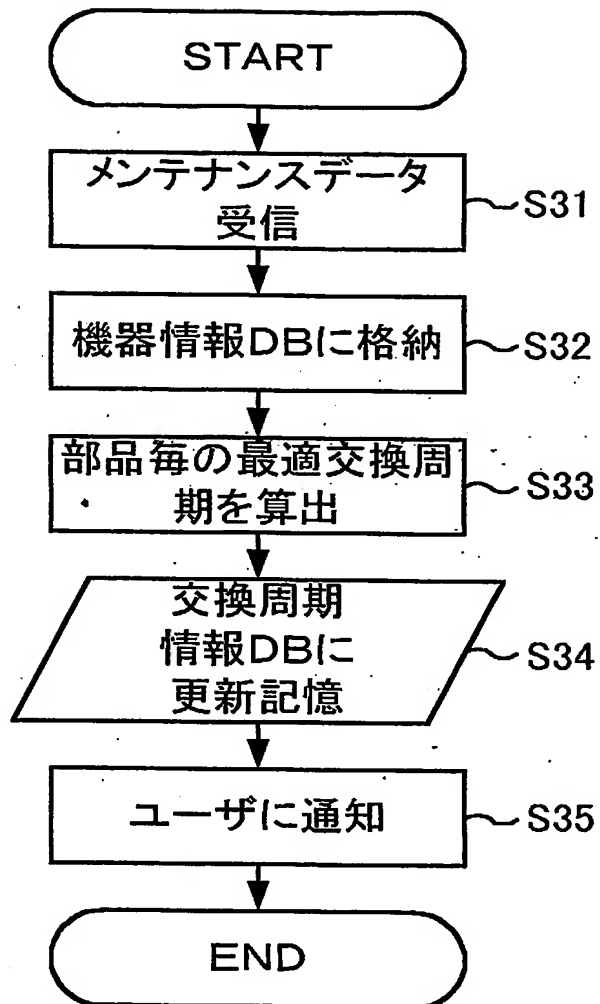 START
メンテナンスデータ
受信
S31
機器情報DBに格納
S32
部品毎の最適交換周
期を算出
S33
交換周期
情報DBに
更新記憶
S34
ユーザに通知
S35
END